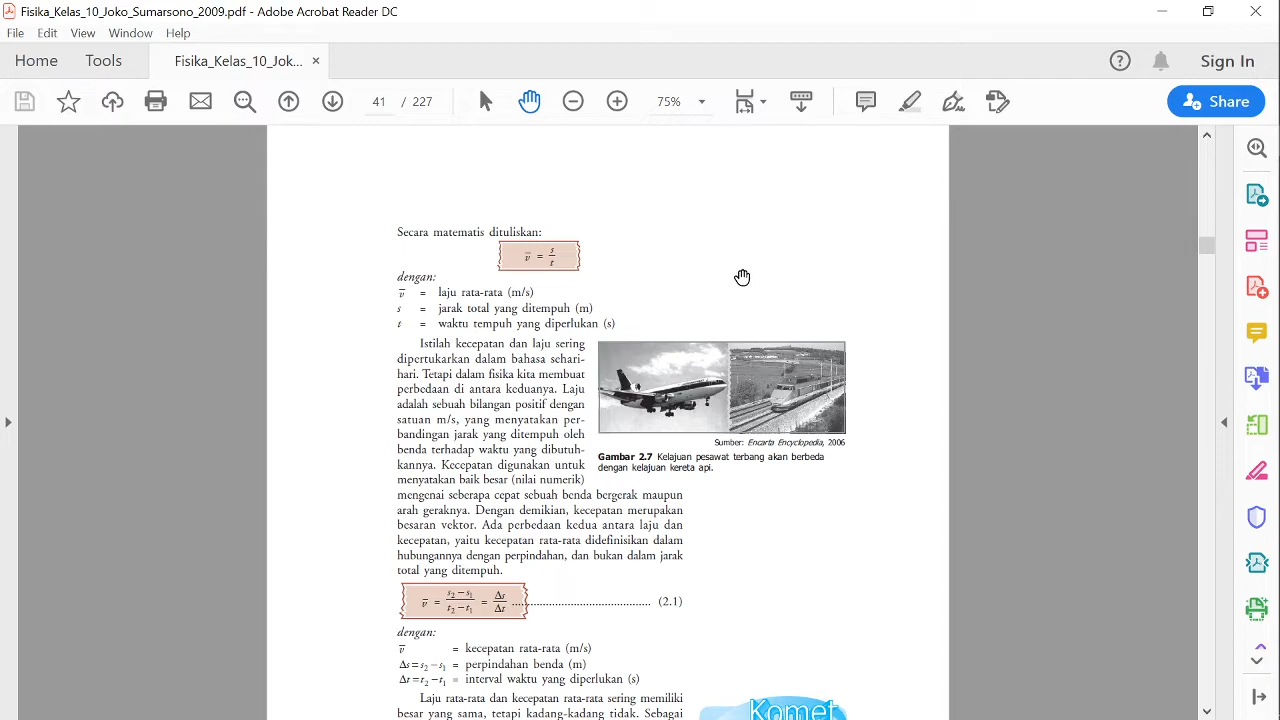 Fisika_Kelas_10_Joko_Sumarsono_2009.pdf - Adobe Acrobat Reader DC
File Edit View Window Help
Home Tools Fisika_Kelas_10_Jok... × Sign In
41 / 227 75% Share
Secara matematis dituliskan:
v̅ = s/t
dengan:
v̅ = laju rata-rata (m/s)
s = jarak total yang ditempuh (m)
t = waktu tempuh yang diperlukan (s)
Istilah kecepatan dan laju sering
dipertukarkan dalam bahasa sehari-
hari. Tetapi dalam fisika kita membuat
perbedaan di antara keduanya. Laju
adalah sebuah bilangan positif dengan
satuan m/s, yang menyatakan per-
bandingan jarak yang ditempuh oleh
benda terhadap waktu yang dibutuh-
kannya. Kecepatan digunakan untuk
menyatakan baik besar (nilai numerik)
mengenai seberapa cepat sebuah benda bergerak maupun
arah geraknya. Dengan demikian, kecepatan merupakan
besaran vektor. Ada perbedaan kedua antara laju dan
kecepatan, yaitu kecepatan rata-rata didefinisikan dalam
hubungannya dengan perpindahan, dan bukan dalam jarak
total yang ditempuh.
Sumber: Encarta Encyclopedia, 2006
Gambar 2.7 Kelajuan pesawat terbang akan berbeda
dengan kelajuan kereta api.
v̅ = (s₂ − s₁)/(t₂ − t₁) = Δs/Δt ........................................ (2.1)
dengan:
v̅ = kecepatan rata-rata (m/s)
Δs = s₂ − s₁ = perpindahan benda (m)
Δt = t₂ − t₁ = interval waktu yang diperlukan (s)
Laju rata-rata dan kecepatan rata-rata sering memiliki
besar yang sama, tetapi kadang-kadang tidak. Sebagai
Komet